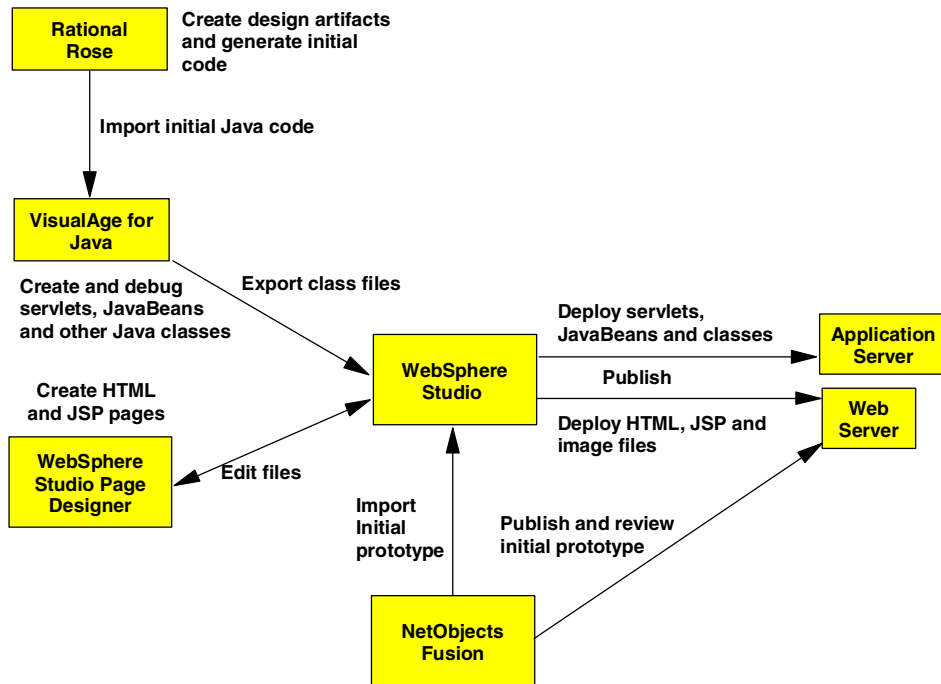 Rational
Rose
Create design artifacts
and generate initial
code
Import initial Java code
VisualAge for
Java
Create and debug
servlets, JavaBeans
and other Java classes
Export class files
Deploy servlets,
JavaBeans and classes
Application
Server
WebSphere
Studio
Publish
Web
Server
Create HTML
and JSP pages
Deploy HTML, JSP and
image files
WebSphere
Studio Page
Designer
Edit files
Import
Initial
prototype
Publish and review
initial prototype
NetObjects
Fusion